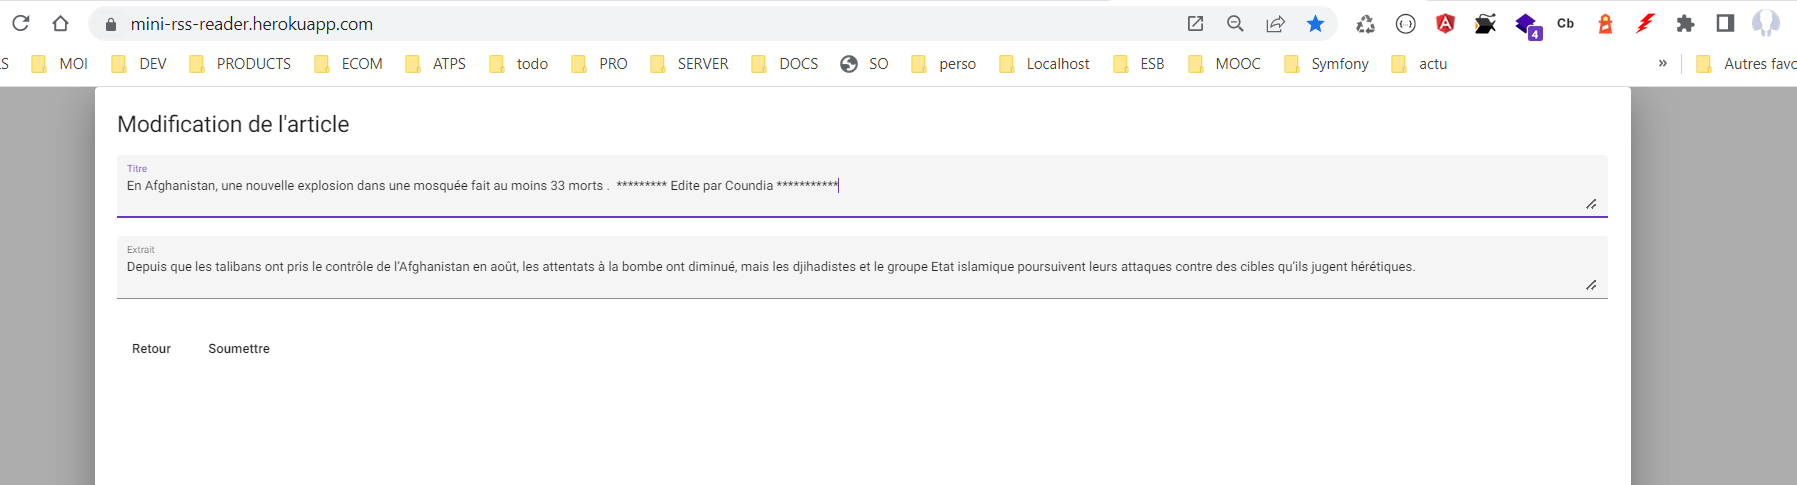 mini-rss-reader.herokuapp.com
Cb
4
S MOI DEV PRODUCTS ECOM ATPS todo PRO SERVER DOCS SO perso Localhost ESB MOOC Symfony actu » Autres favo
Modification de l'article
Titre
En Afghanistan, une nouvelle explosion dans une mosquée fait au moins 33 morts .  ********* Edite par Coundia ***********
Extrait
Depuis que les talibans ont pris le contrôle de l’Afghanistan en août, les attentats à la bombe ont diminué, mais les djihadistes et le groupe Etat islamique poursuivent leurs attaques contre des cibles qu’ils jugent hérétiques.
Retour Soumettre